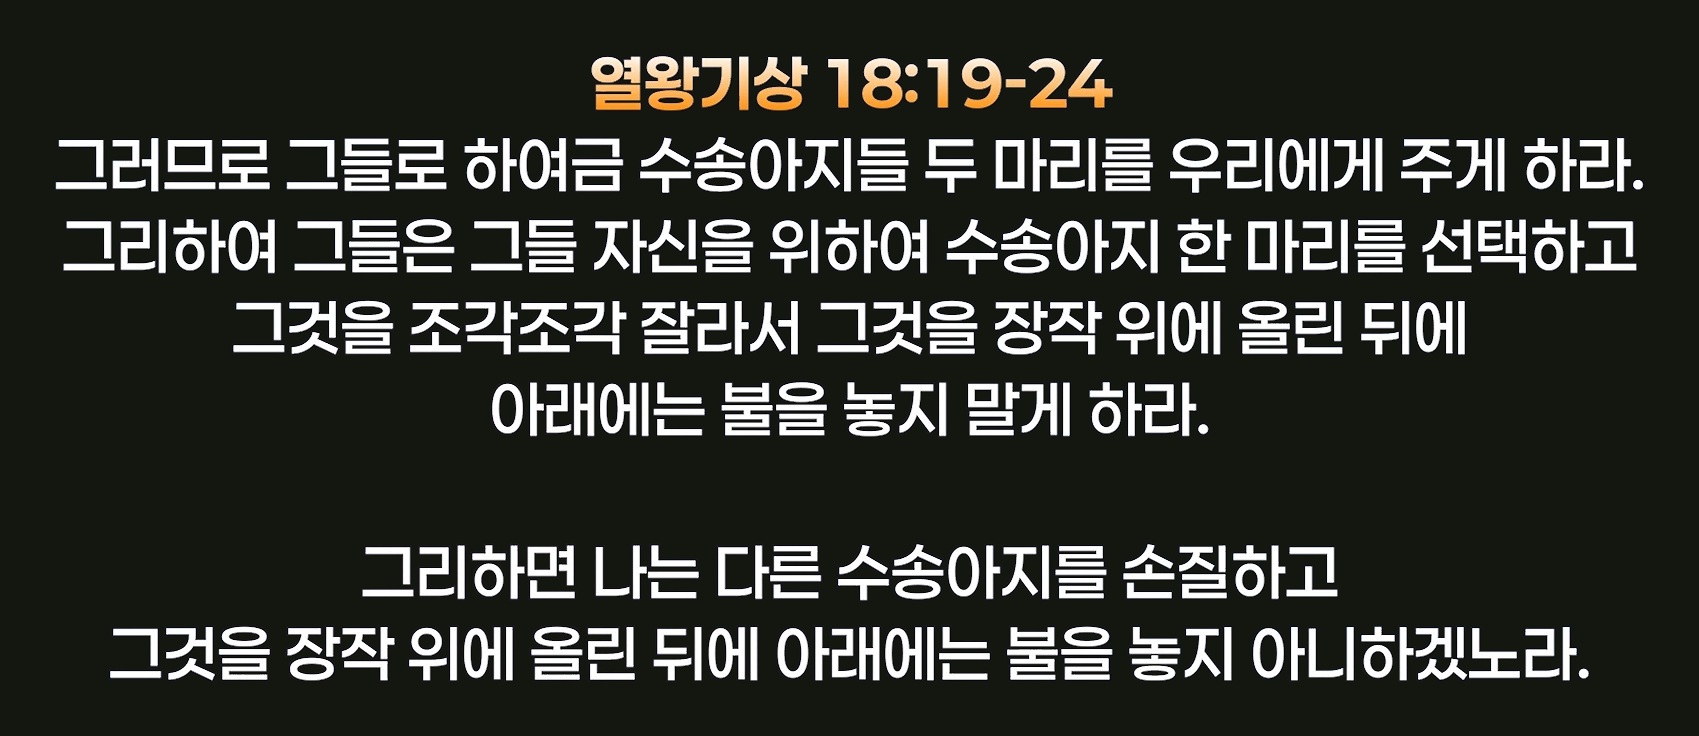 열왕기상 18:19-24
그러므로 그들로 하여금 수송아지들 두 마리를 우리에게 주게 하라.
그리하여 그들은 그들 자신을 위하여 수송아지 한 마리를 선택하고
그것을 조각조각 잘라서 그것을 장작 위에 올린 뒤에
아래에는 불을 놓지 말게 하라.
그리하면 나는 다른 수송아지를 손질하고
그것을 장작 위에 올린 뒤에 아래에는 불을 놓지 아니하겠노라.